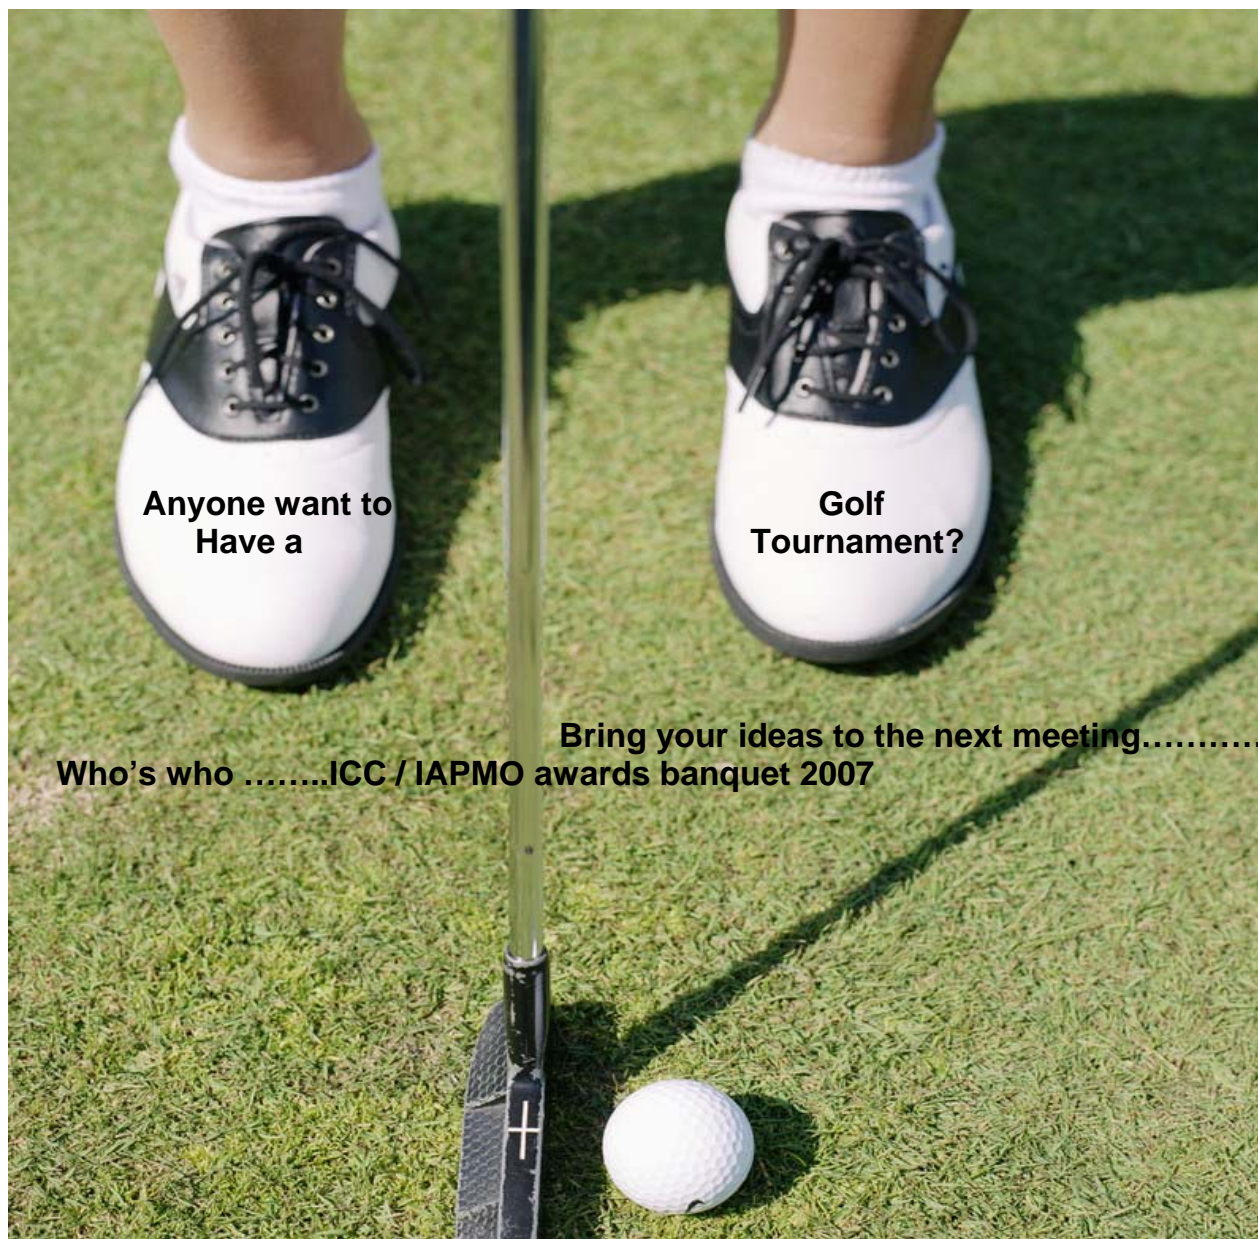 Anyone want to
Have a
Golf
Tournament?
Bring your ideas to the next meeting…………
Who's who ……..ICC / IAPMO awards banquet 2007